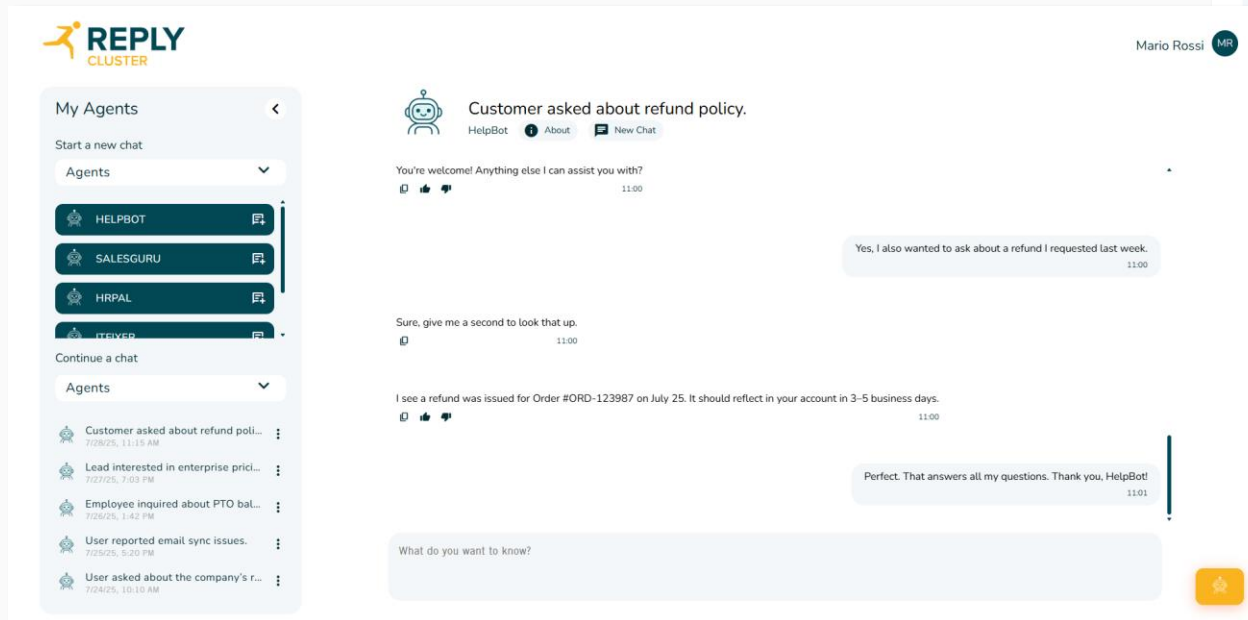 REPLY
CLUSTER
Mario Rossi MR
My Agents
Start a new chat
Agents
HELPBOT
SALESGURU
HRPAL
ITFIXER
Continue a chat
Agents
Customer asked about refund poli...
7/28/25, 11:15 AM
Lead interested in enterprise prici...
7/27/25, 7:03 PM
Employee inquired about PTO bal...
7/26/25, 1:42 PM
User reported email sync issues.
7/25/25, 5:20 PM
User asked about the company's r...
7/24/25, 10:10 AM
Customer asked about refund policy.
HelpBot About New Chat
You're welcome! Anything else I can assist you with?
11:00
Yes, I also wanted to ask about a refund I requested last week.
11:00
Sure, give me a second to look that up.
11:00
I see a refund was issued for Order #ORD-123987 on July 25. It should reflect in your account in 3–5 business days.
11:00
Perfect. That answers all my questions. Thank you, HelpBot!
11:01
What do you want to know?